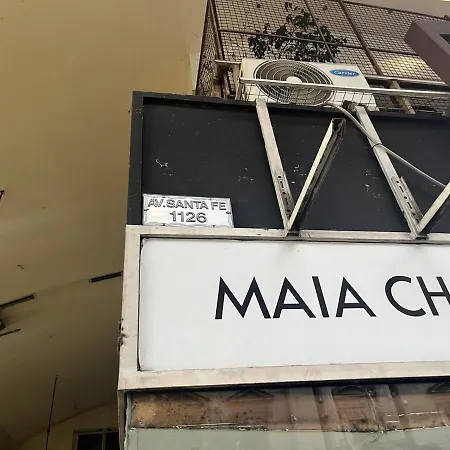 Carrier
AV. SANTA FE
1126
MAIA CH